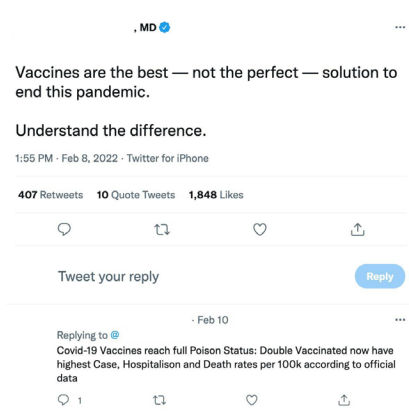 , MD
Vaccines are the best — not the perfect — solution to
end this pandemic.
Understand the difference.
1:55 PM · Feb 8, 2022 · Twitter for iPhone
407 Retweets 10 Quote Tweets 1,848 Likes
Tweet your reply
Reply
· Feb 10
Replying to @
Covid-19 Vaccines reach full Poison Status: Double Vaccinated now have
highest Case, Hospitalison and Death rates per 100k according to official
data
1